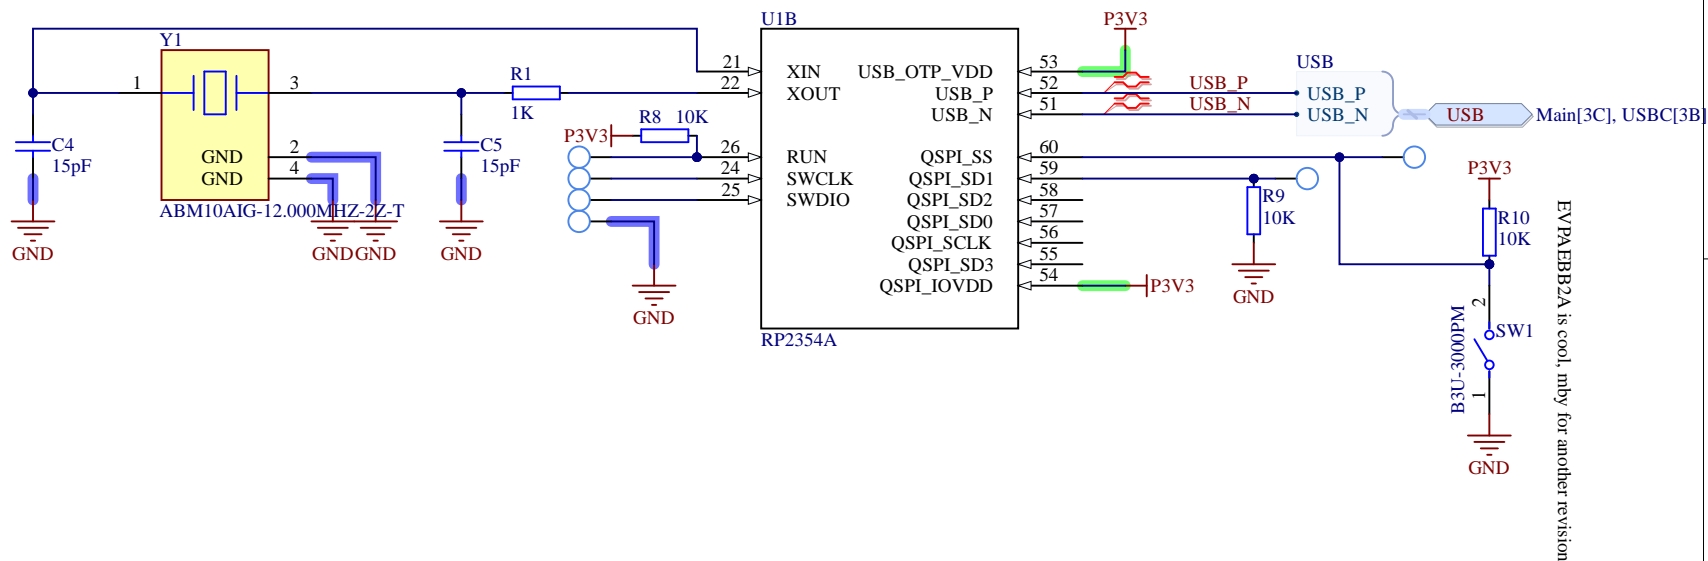 U1B
P3V3
Y1
USB
1
3
R1
1K
21
22
XIN
XOUT
USB_OTP_VDD
USB_P
USB_N
53
52
51
USB_P
USB_N
USB_P
USB_N
USB
Main[3C], USBC[3B]
C4
15pF
GND
GND
2
4
C5
15pF
R8 10K
P3V3
26
24
25
RUN
SWCLK
SWDIO
QSPI_SS
QSPI_SD1
QSPI_SD2
QSPI_SD0
QSPI_SCLK
QSPI_SD3
QSPI_IOVDD
60
59
58
57
56
55
54
P3V3
R9
10K
GND
P3V3
R10
10K
ABM10AIG-12.000MHZ-2Z-T
GND
GND
GND
GND
GND
RP2354A
2
SW1
B3U-3000PM
1
GND
EVPAEBB2A is cool, mby for another revision